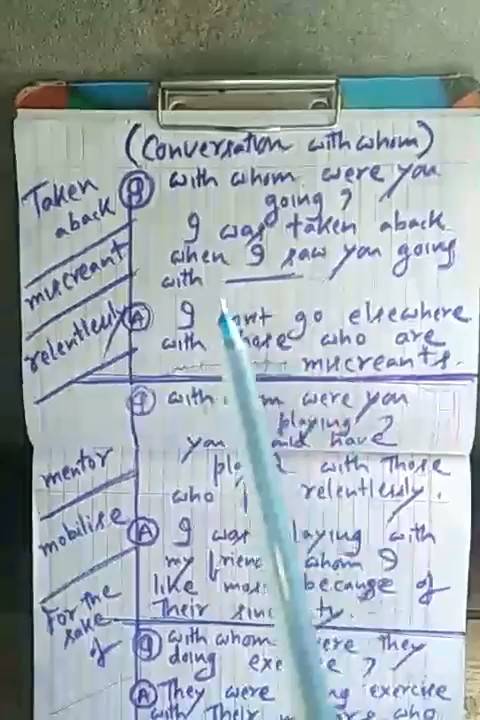 (Conversation with whom)
Taken
aback
muscreant
relentlessly
mentor
mobilise
For the
sake
of
Q with whom were you
going ?
I was taken aback
when I saw you going
with
A I go elsewhere
with who are
muscreants.
Q with were you
playing ?
you have
with those
who relentlessly.
A I was with
my whom I
like because of
their
Q with whom they
doing ?
A They were exercise
with their who